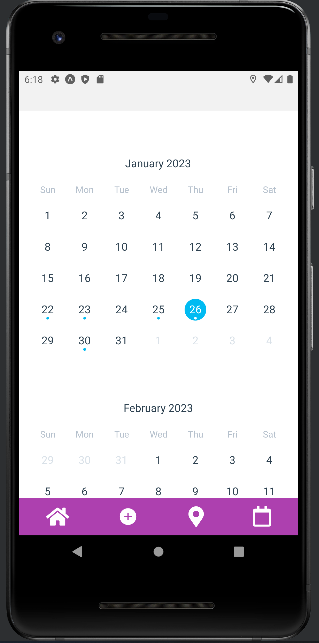 6:18
January 2023
Sun Mon Tue Wed Thu Fri Sat
1 2 3 4 5 6 7
8 9 10 11 12 13 14
15 16 17 18 19 20 21
22 23 24 25 26 27 28
29 30 31 1 2 3 4
February 2023
Sun Mon Tue Wed Thu Fri Sat
29 30 31 1 2 3 4
5 6 7 8 9 10 11